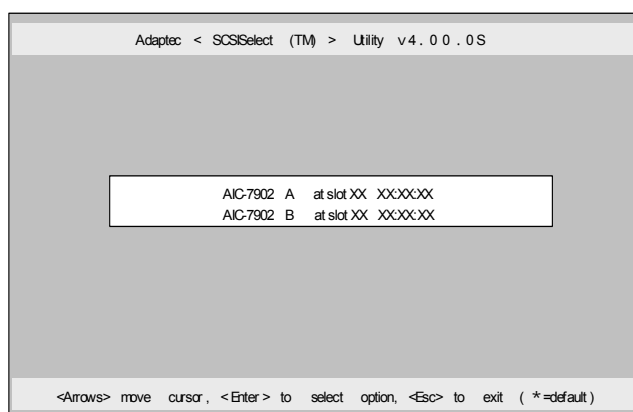 Adaptec < SCSISelect (TM) > Utility v4.00.0S
AIC-7902 A at slot XX XX:XX:XX
AIC-7902 B at slot XX XX:XX:XX
<Arrows> move cursor, <Enter> to select option, <Esc> to exit ( *=default)